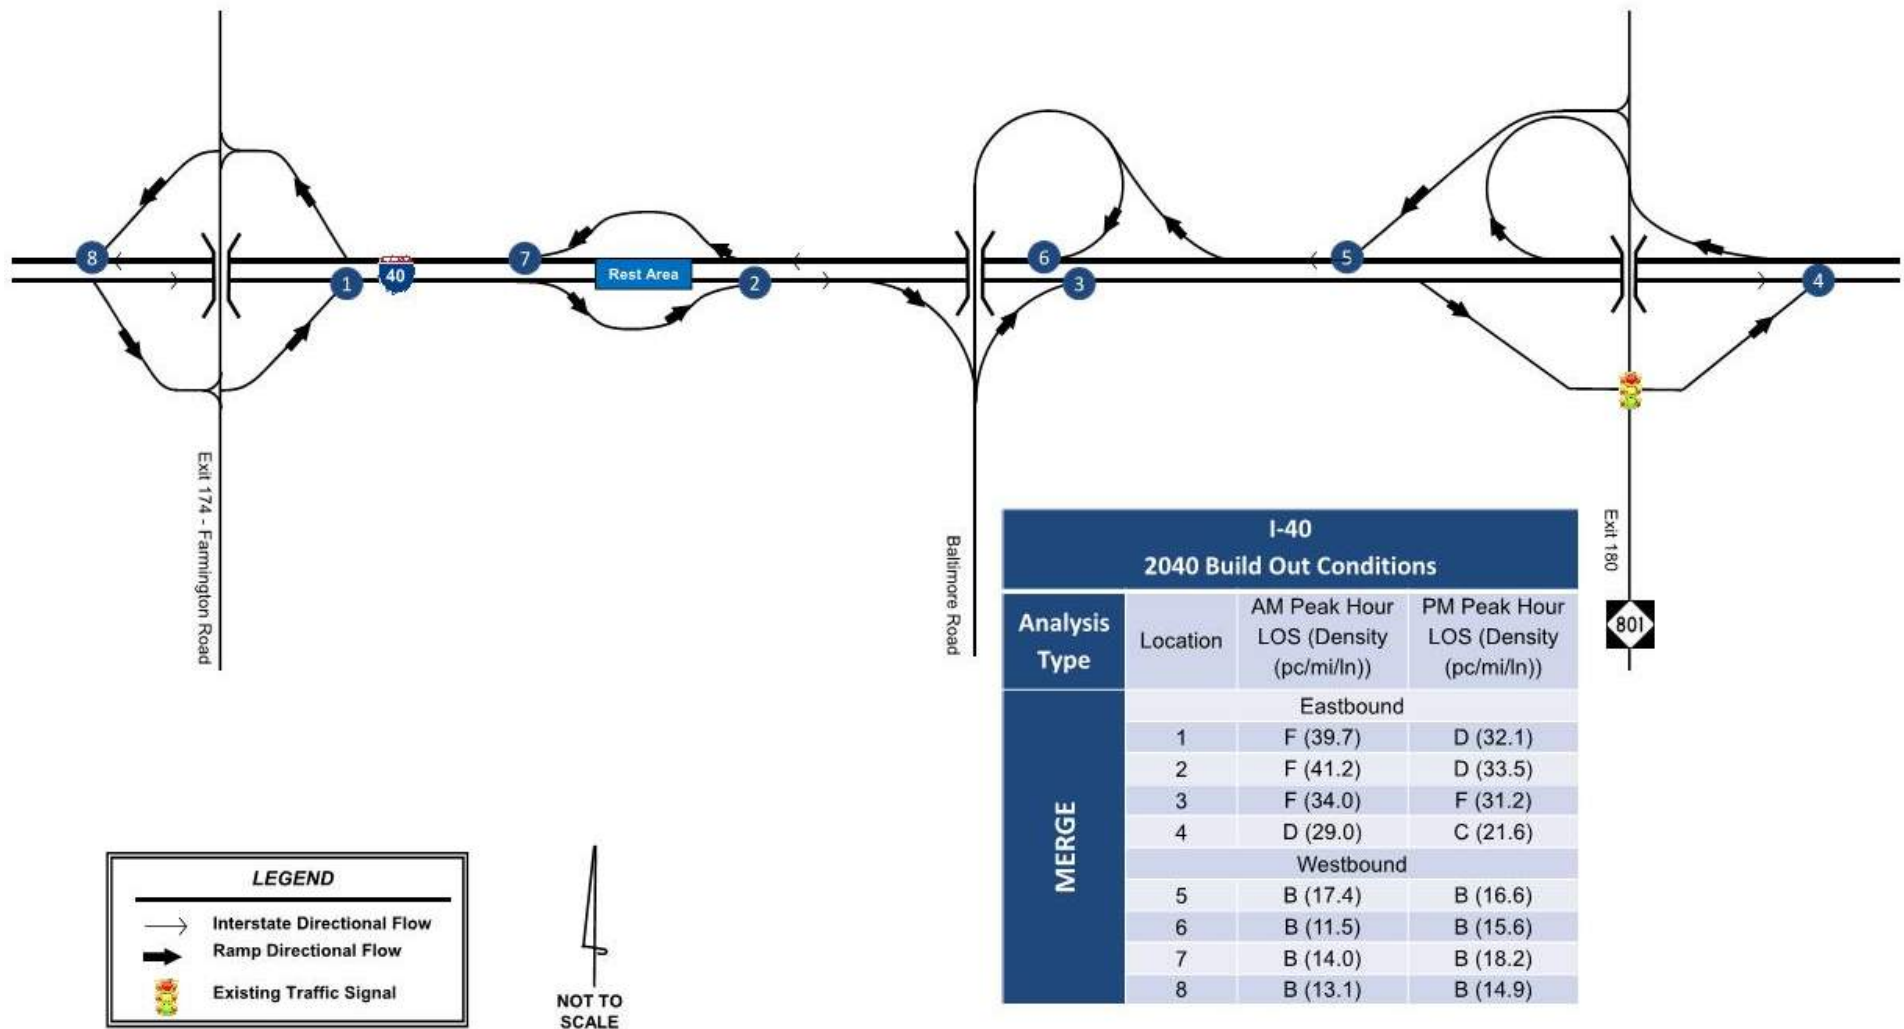 8
7
6
5
1
40
Rest Area
2
3
4
Exit 174 - Farmington Road
Baltimore Road
Exit 180
801
I-40
2040 Build Out Conditions
Analysis Type
Location
AM Peak Hour LOS (Density (pc/mi/ln))
PM Peak Hour LOS (Density (pc/mi/ln))
MERGE
Eastbound
1 F (39.7) D (32.1)
2 F (41.2) D (33.5)
3 F (34.0) F (31.2)
4 D (29.0) C (21.6)
Westbound
5 B (17.4) B (16.6)
6 B (11.5) B (15.6)
7 B (14.0) B (18.2)
8 B (13.1) B (14.9)
LEGEND
Interstate Directional Flow
Ramp Directional Flow
Existing Traffic Signal
NOT TO
SCALE